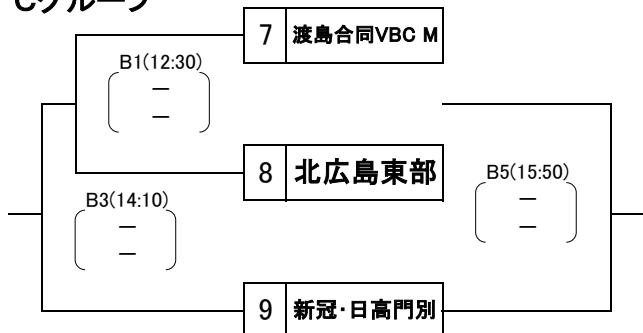 Cグループ
7 渡島合同VBC M
B1(12:30)
－
－
8 北広島東部
B5(15:50)
－
－
B3(14:10)
－
－
9 新冠・日高門別